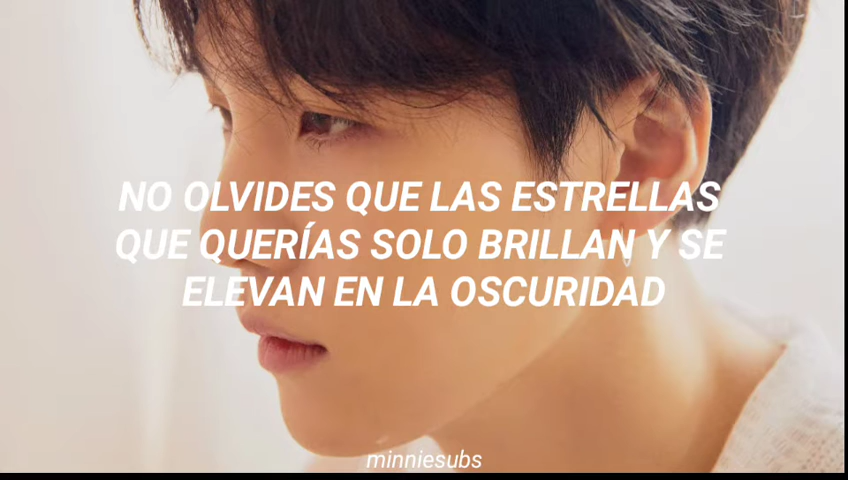 NO OLVIDES QUE LAS ESTRELLAS
QUE QUERÍAS SOLO BRILLAN Y SE
ELEVAN EN LA OSCURIDAD
minniesubs